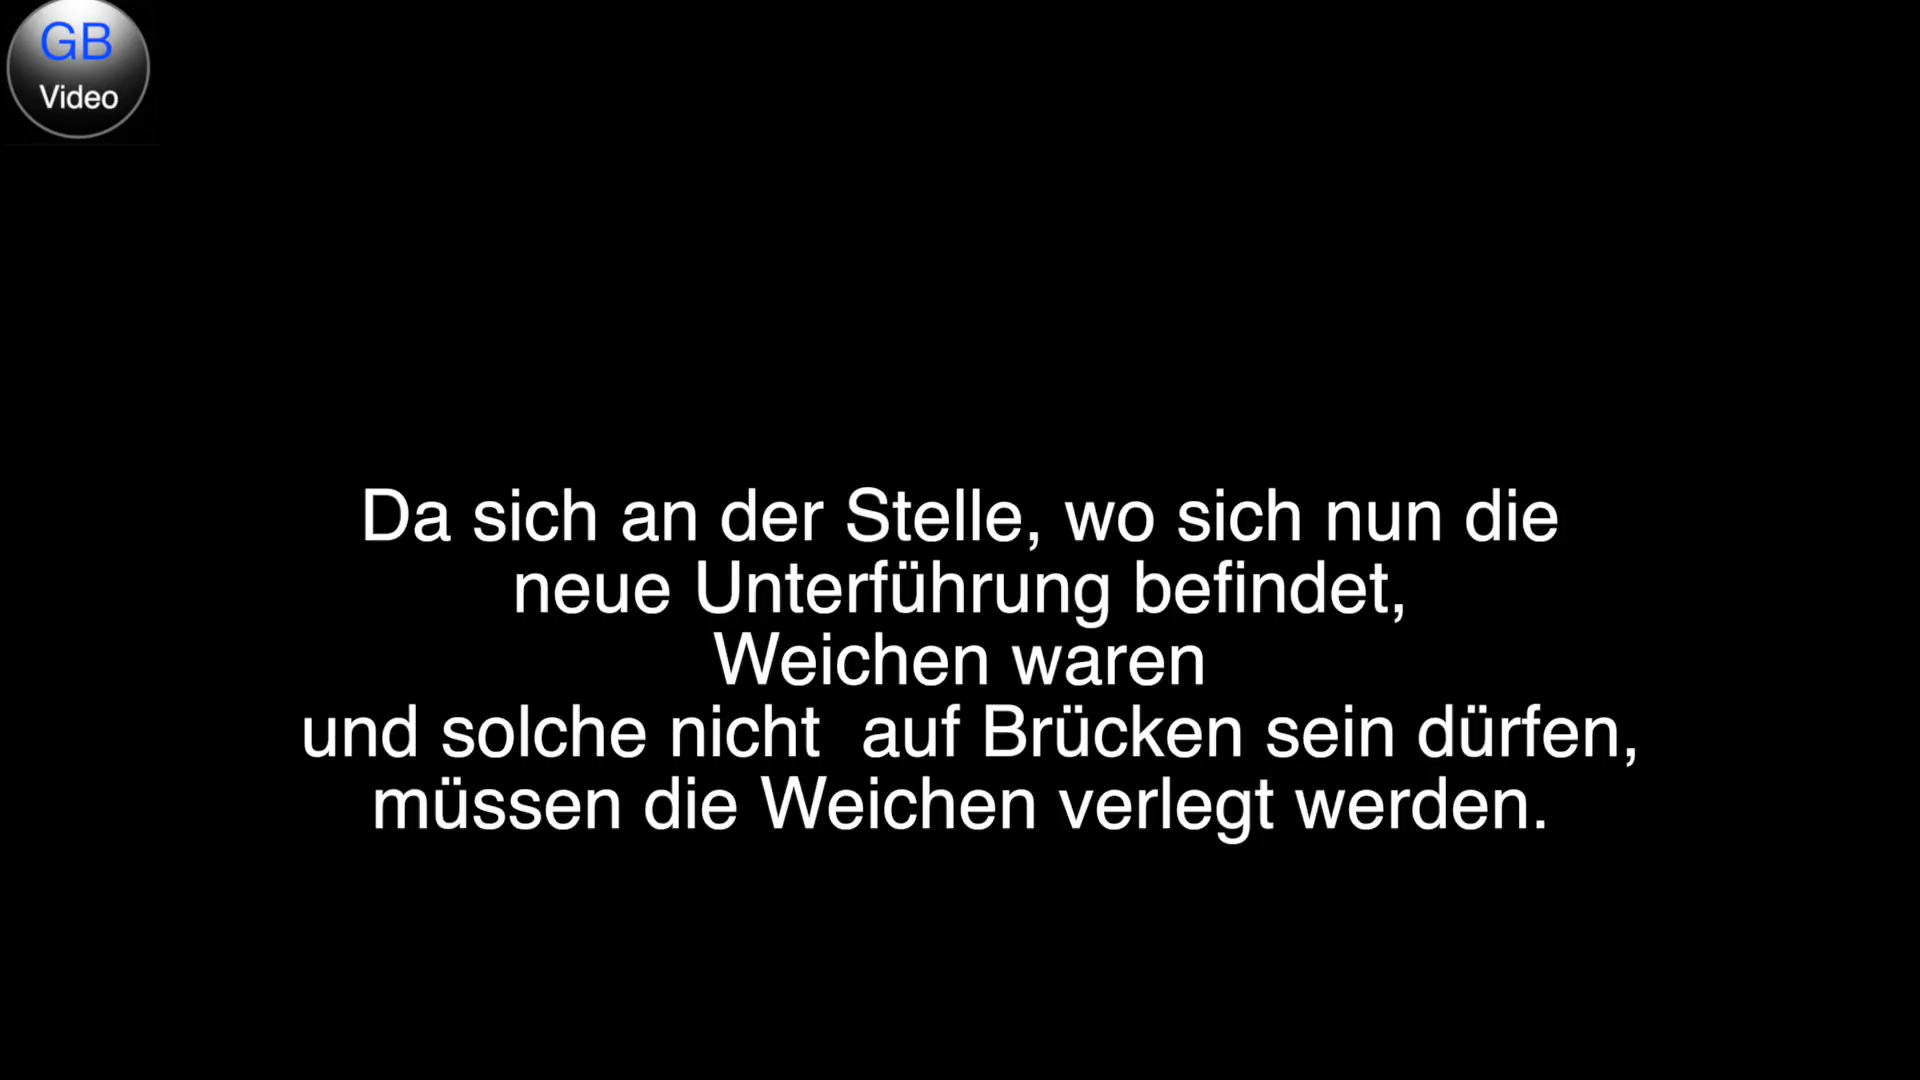 GB
Video
Da sich an der Stelle, wo sich nun die
neue Unterführung befindet,
Weichen waren
und solche nicht  auf Brücken sein dürfen,
müssen die Weichen verlegt werden.